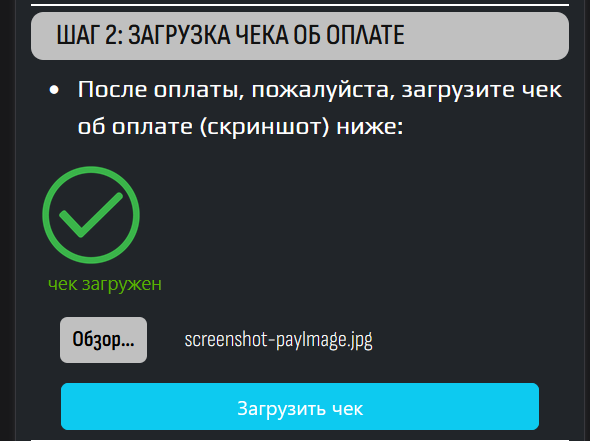 ШАГ 2: ЗАГРУЗКА ЧЕКА ОБ ОПЛАТЕ
• После оплаты, пожалуйста, загрузите чек
об оплате (скриншот) ниже:
чек загружен
Обзор... screenshot-payImage.jpg
Загрузить чек